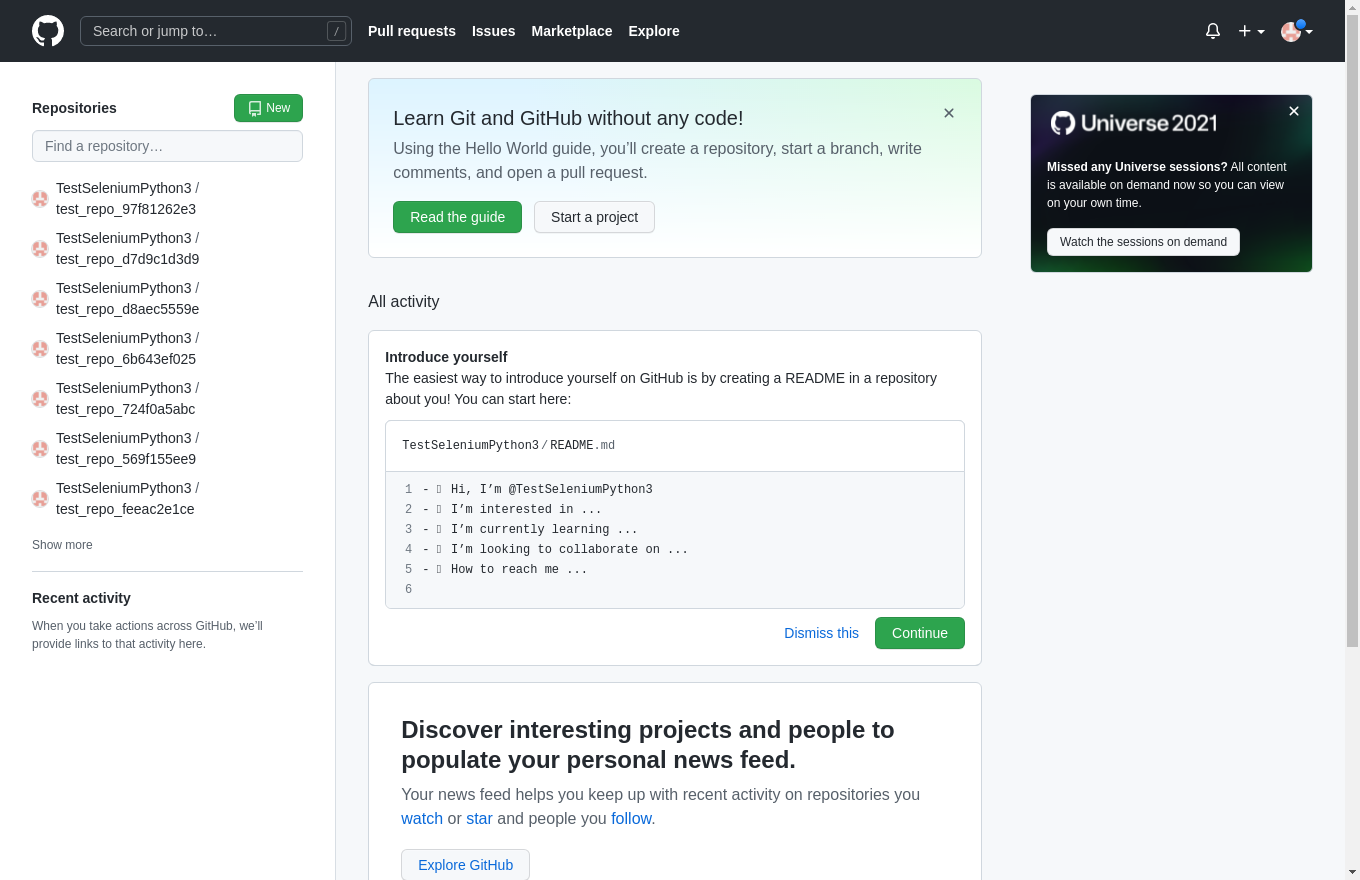 Search or jump to…
/
Pull requests
Issues
Marketplace
Explore
Repositories
New
Find a repository…
TestSeleniumPython3 /
test_repo_97f81262e3
TestSeleniumPython3 /
test_repo_d7d9c1d3d9
TestSeleniumPython3 /
test_repo_d8aec5559e
TestSeleniumPython3 /
test_repo_6b643ef025
TestSeleniumPython3 /
test_repo_724f0a5abc
TestSeleniumPython3 /
test_repo_569f155ee9
TestSeleniumPython3 /
test_repo_feeac2e1ce
Show more
Recent activity
When you take actions across GitHub, we’ll
provide links to that activity here.
Learn Git and GitHub without any code!
Using the Hello World guide, you’ll create a repository, start a branch, write
comments, and open a pull request.
Read the guide
Start a project
All activity
Introduce yourself
The easiest way to introduce yourself on GitHub is by creating a README in a repository
about you! You can start here:
TestSeleniumPython3/README.md
1 - Hi, I’m @TestSeleniumPython3
2 - I’m interested in ...
3 - I’m currently learning ...
4 - I’m looking to collaborate on ...
5 - How to reach me ...
6
Dismiss this
Continue
Discover interesting projects and people to
populate your personal news feed.
Your news feed helps you keep up with recent activity on repositories you
watch or star and people you follow.
Explore GitHub
Universe 2021
Missed any Universe sessions? All content
is available on demand now so you can view
on your own time.
Watch the sessions on demand